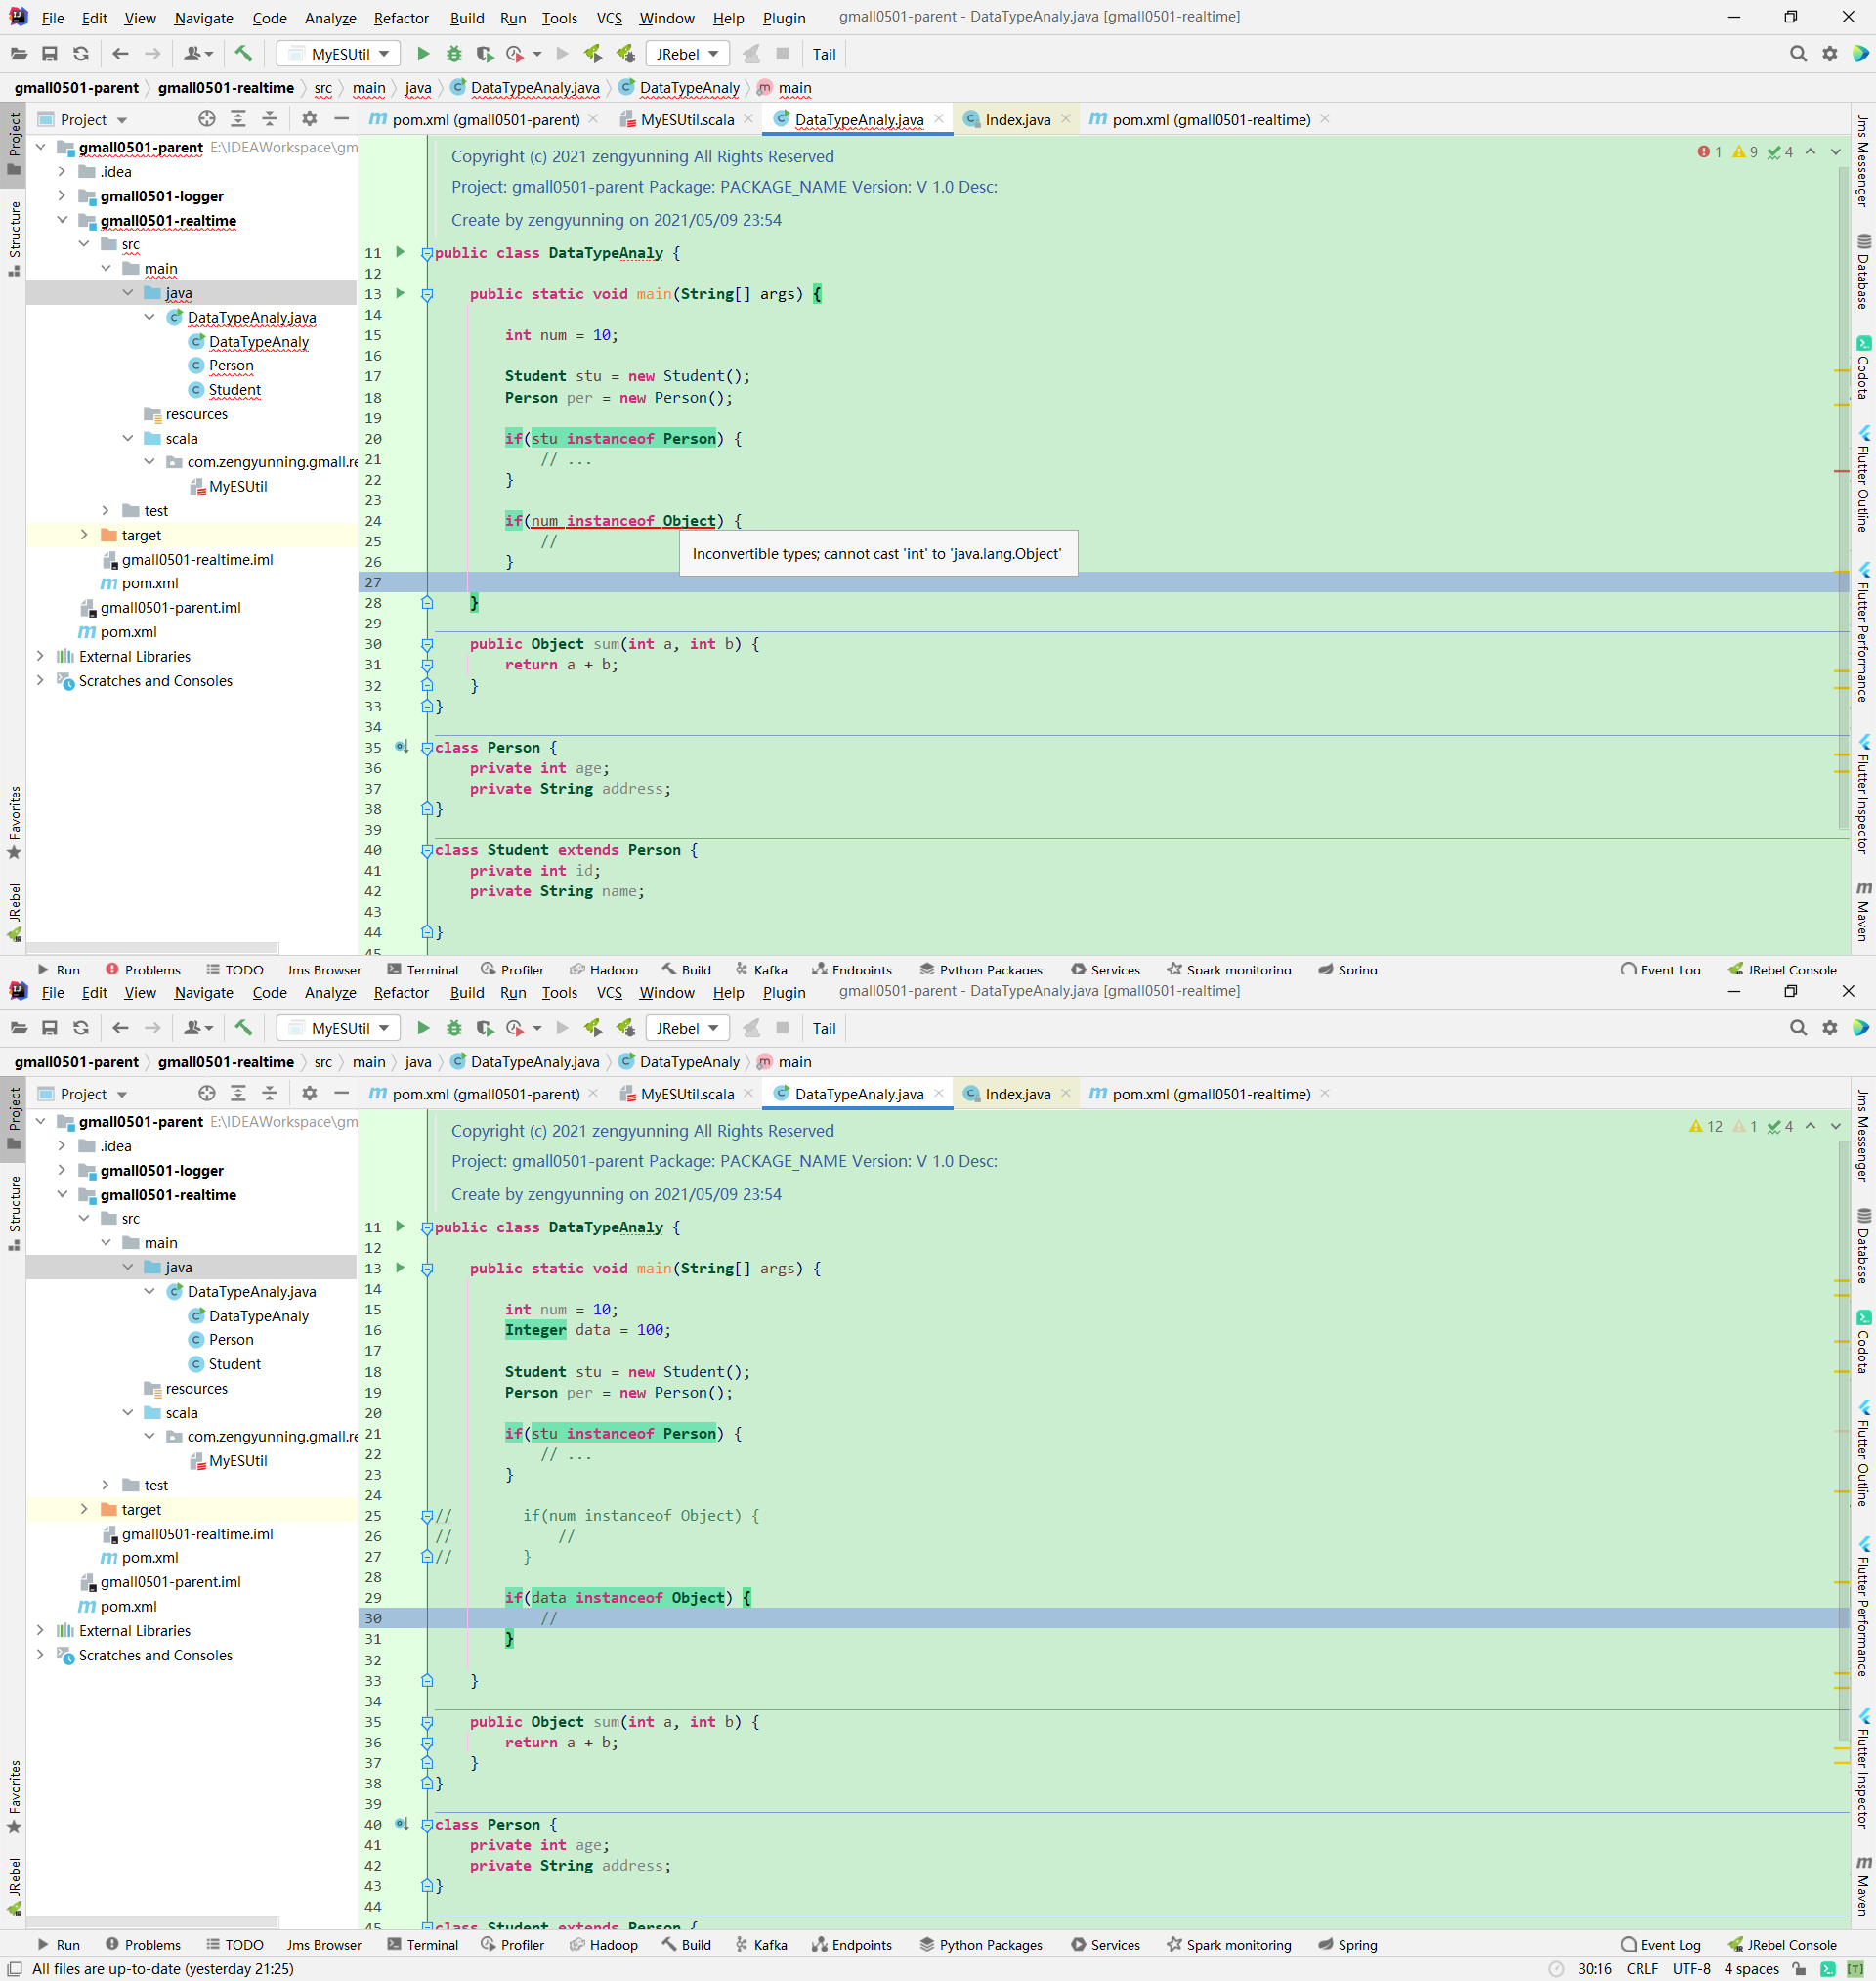 File Edit View Navigate Code Analyze Refactor Build Run Tools VCS Window Help Plugin gmall0501-parent - DataTypeAnaly.java [gmall0501-realtime]
MyESUtil JRebel Tail
gmall0501-parent gmall0501-realtime src main java DataTypeAnaly.java DataTypeAnaly main
Project pom.xml (gmall0501-parent) MyESUtil.scala DataTypeAnaly.java Index.java pom.xml (gmall0501-realtime)
Project
Structure
Favorites
JRebel
gmall0501-parent E:\IDEAWorkspace\gm
.idea
gmall0501-logger
gmall0501-realtime
src
main
java
DataTypeAnaly.java
DataTypeAnaly
Person
Student
resources
scala
com.zengyunning.gmall.re
MyESUtil
test
target
gmall0501-realtime.iml
pom.xml
gmall0501-parent.iml
pom.xml
External Libraries
Scratches and Consoles
1 9 4
Copyright (c) 2021 zengyunning All Rights Reserved
Project: gmall0501-parent Package: PACKAGE_NAME Version: V 1.0 Desc:
Create by zengyunning on 2021/05/09 23:54
11 public class DataTypeAnaly {
12
13 public static void main(String[] args) {
14
15 int num = 10;
16
17 Student stu = new Student();
18 Person per = new Person();
19
20 if(stu instanceof Person) {
21 // ...
22 }
23
24 if(num instanceof Object) {
25 //
Inconvertible types; cannot cast 'int' to 'java.lang.Object'
26 }
27
28 }
29
30 public Object sum(int a, int b) {
31 return a + b;
32 }
33 }
34
35 class Person {
36 private int age;
37 private String address;
38 }
39
40 class Student extends Person {
41 private int id;
42 private String name;
43
44 }
45
Jms Messenger
Database
Codota
Flutter Outline
Flutter Performance
Flutter Inspector
Maven
Run Problems TODO Jms Browser Terminal Profiler Hadoop Build Kafka Endpoints Python Packages Services Spark monitoring Spring Event Log JRebel Console
File Edit View Navigate Code Analyze Refactor Build Run Tools VCS Window Help Plugin gmall0501-parent - DataTypeAnaly.java [gmall0501-realtime]
MyESUtil JRebel Tail
gmall0501-parent gmall0501-realtime src main java DataTypeAnaly.java DataTypeAnaly main
Project pom.xml (gmall0501-parent) MyESUtil.scala DataTypeAnaly.java Index.java pom.xml (gmall0501-realtime)
Project
Structure
Favorites
JRebel
gmall0501-parent E:\IDEAWorkspace\gm
.idea
gmall0501-logger
gmall0501-realtime
src
main
java
DataTypeAnaly.java
DataTypeAnaly
Person
Student
resources
scala
com.zengyunning.gmall.re
MyESUtil
test
target
gmall0501-realtime.iml
pom.xml
gmall0501-parent.iml
pom.xml
External Libraries
Scratches and Consoles
12 1 4
Copyright (c) 2021 zengyunning All Rights Reserved
Project: gmall0501-parent Package: PACKAGE_NAME Version: V 1.0 Desc:
Create by zengyunning on 2021/05/09 23:54
11 public class DataTypeAnaly {
12
13 public static void main(String[] args) {
14
15 int num = 10;
16 Integer data = 100;
17
18 Student stu = new Student();
19 Person per = new Person();
20
21 if(stu instanceof Person) {
22 // ...
23 }
24
25 // if(num instanceof Object) {
26 // //
27 // }
28
29 if(data instanceof Object) {
30 //
31 }
32
33 }
34
35 public Object sum(int a, int b) {
36 return a + b;
37 }
38 }
39
40 class Person {
41 private int age;
42 private String address;
43 }
44
45 class Student extends Person {
Jms Messenger
Database
Codota
Flutter Outline
Flutter Performance
Flutter Inspector
Maven
Run Problems TODO Jms Browser Terminal Profiler Hadoop Build Kafka Endpoints Python Packages Services Spark monitoring Spring Event Log JRebel Console
All files are up-to-date (yesterday 21:25) 30:16 CRLF UTF-8 4 spaces [T]